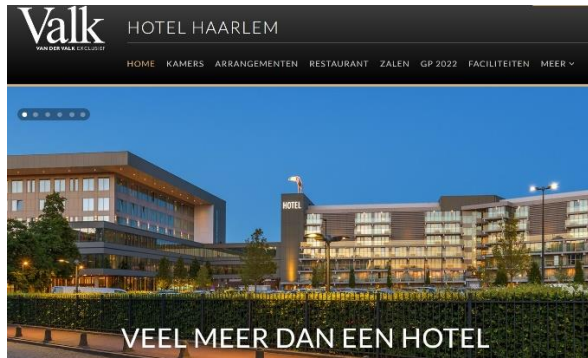 Valk
VAN DER VALK EXCLUSIEF
HOTEL HAARLEM
HOME KAMERS ARRANGEMENTEN RESTAURANT ZALEN GP 2022 FACILITEITEN MEER
HOTEL
VEEL MEER DAN EEN HOTEL